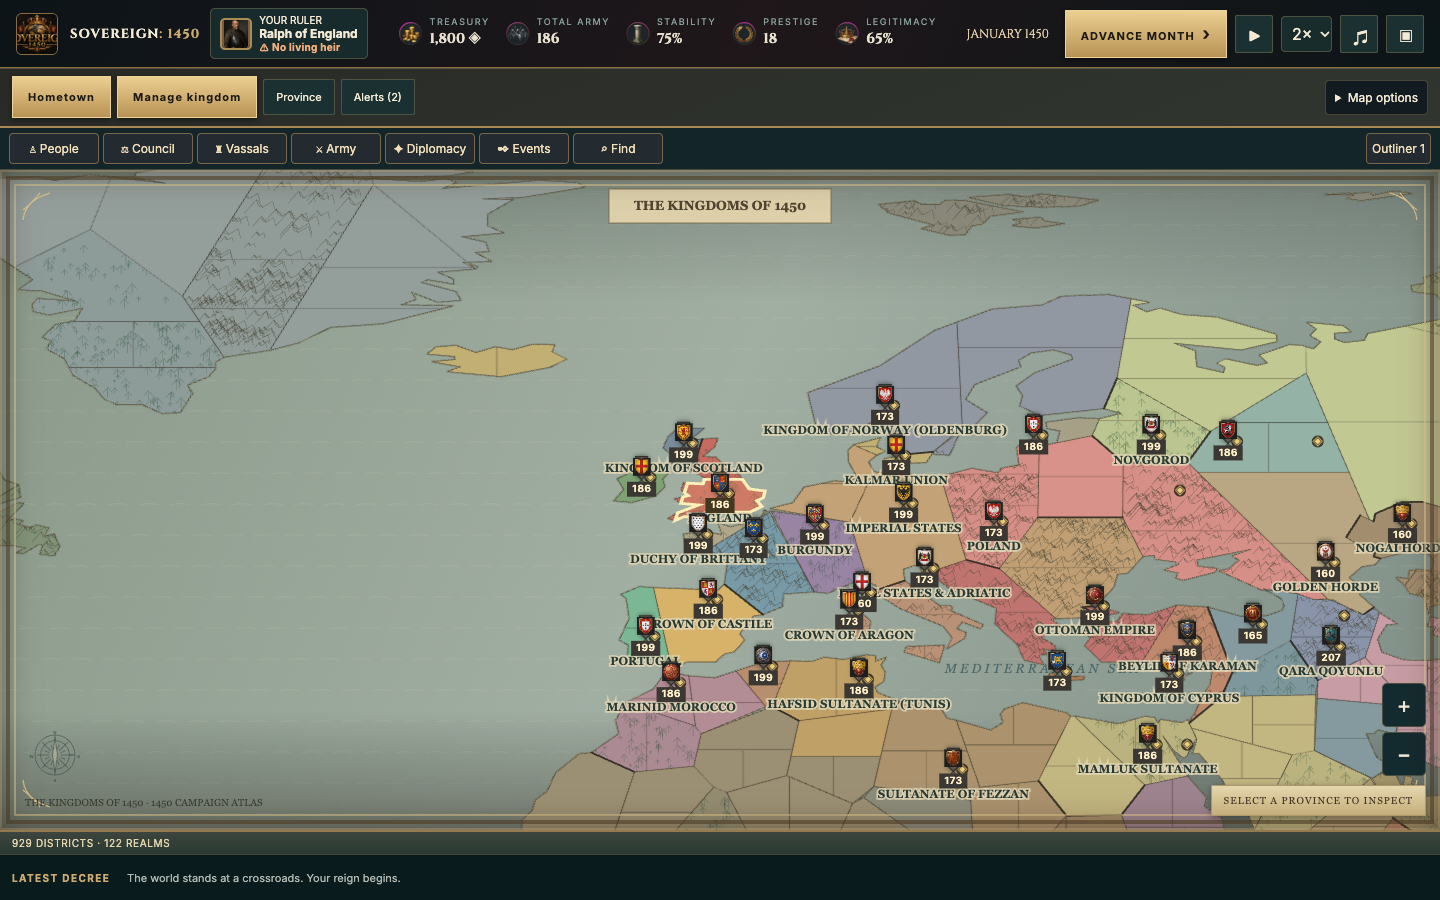 SOVEREIGN: 1450
YOUR RULER
Ralph of England
⚠ No living heir
TREASURY
1,800
TOTAL ARMY
186
STABILITY
75%
PRESTIGE
18
LEGITIMACY
65%
JANUARY 1450
ADVANCE MONTH ›
2×
Hometown
Manage kingdom
Province
Alerts (2)
Map options
People
Council
Vassals
Army
Diplomacy
Events
Find
Outliner 1
THE KINGDOMS OF 1450
173
KINGDOM OF NORWAY (OLDENBURG)
199
KINGDOM OF SCOTLAND
186
173
KALMAR UNION
186
199
NOVGOROD
186
186
199
IMPERIAL STATES
173
POLAND
199
DUCHY OF BRITTANY
173
199
BURGUNDY
160
160
GOLDEN HORDE
173
STATES & ADRIATIC
186
60
173
CROWN OF ARAGON
199
PORTUGAL
199
OTTOMAN EMPIRE
186
165
207
QARA QOYUNLU
MEDITERRANEAN
173
173
KINGDOM OF CYPRUS
186
MARINID MOROCCO
199
186
HAFSID SULTANATE (TUNIS)
186
MAMLUK SULTANATE
173
SULTANATE OF FEZZAN
THE KINGDOMS OF 1450 · 1450 CAMPAIGN ATLAS
+
−
SELECT A PROVINCE TO INSPECT
929 DISTRICTS · 122 REALMS
LATEST DECREE
The world stands at a crossroads. Your reign begins.